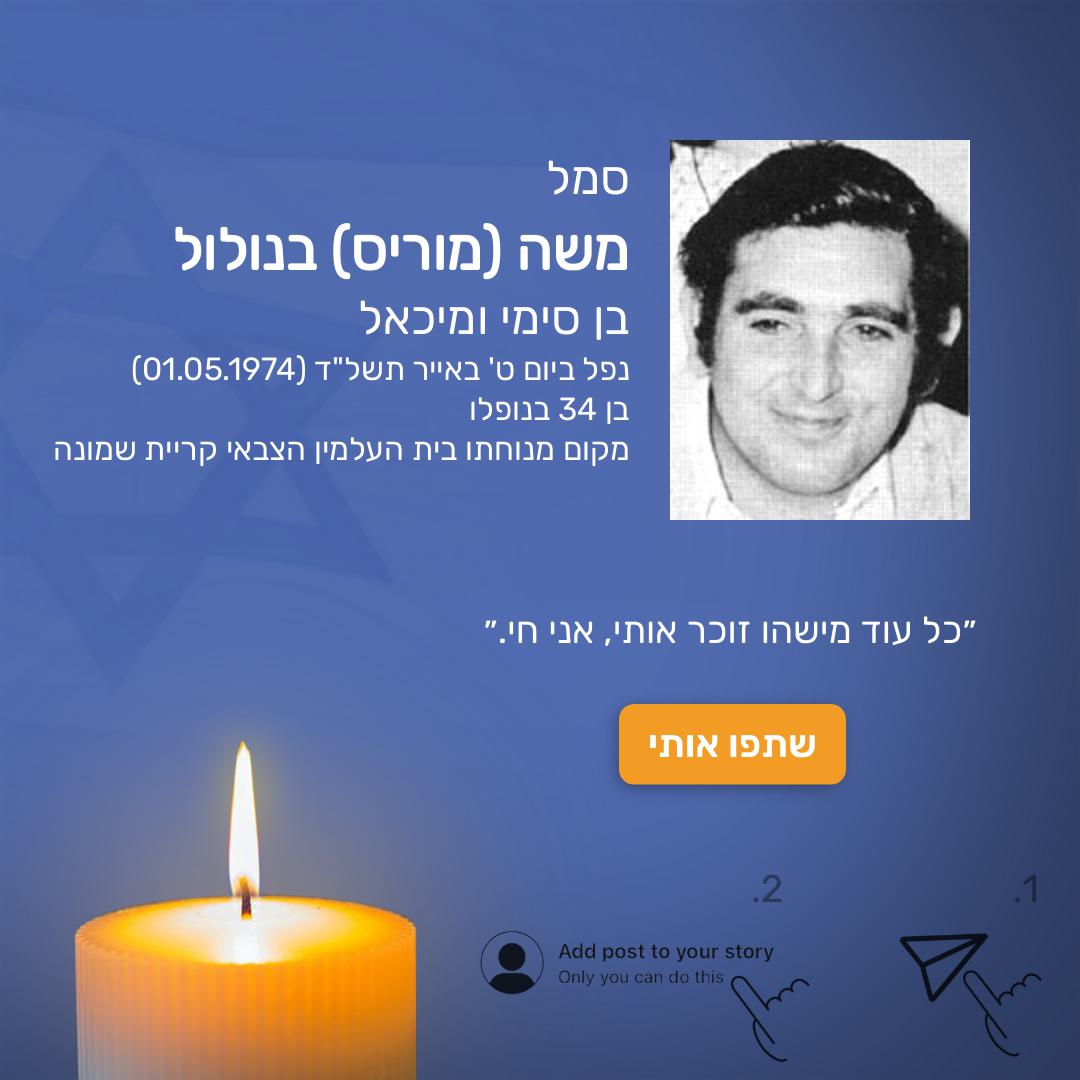 סמל
משה (מוריס) בנולול
בן סימי ומיכאל
נפל ביום ט' באייר תשל"ד (01.05.1974)
בן 34 בנופלו
מקום מנוחתו בית העלמין הצבאי קריית שמונה
״כל עוד מישהו זוכר אותי, אני חי.״
שתפו אותי
.1
.2
Add post to your story
Only you can do this